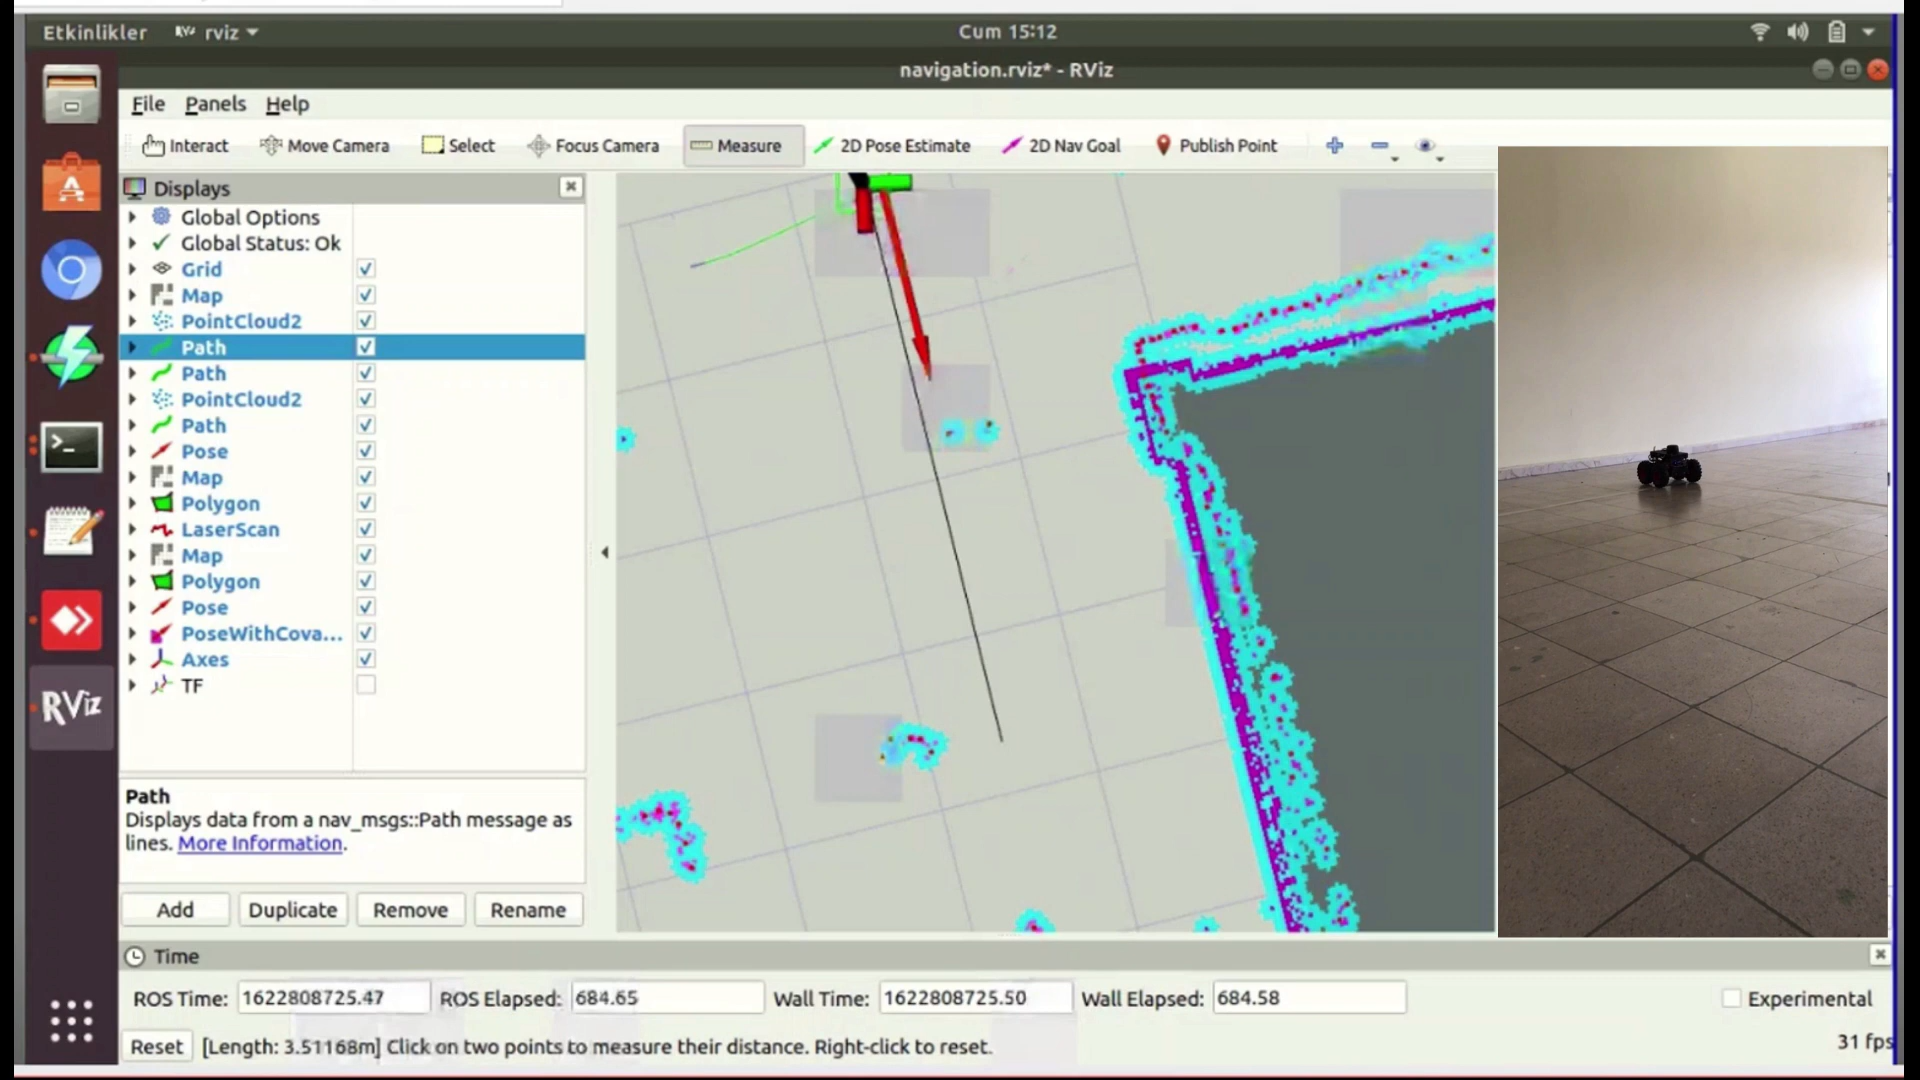 Etkinlikler
RViz rviz
Cum 15:12
navigation.rviz* - RViz
File Panels Help
Interact Move Camera Select Focus Camera Measure 2D Pose Estimate 2D Nav Goal Publish Point
Displays
Global Options
Global Status: Ok
Grid
Map
PointCloud2
Path
Path
PointCloud2
Path
Pose
Map
Polygon
LaserScan
Map
Polygon
Pose
PoseWithCova...
Axes
TF
RViz
Path
Displays data from a nav_msgs::Path message as
lines. More Information.
Add Duplicate Remove Rename
Time
ROS Time: 1622808725.47 ROS Elapsed: 684.65 Wall Time: 1622808725.50 Wall Elapsed: 684.58 Experimental
Reset [Length: 3.51168m] Click on two points to measure their distance. Right-click to reset. 31 fps